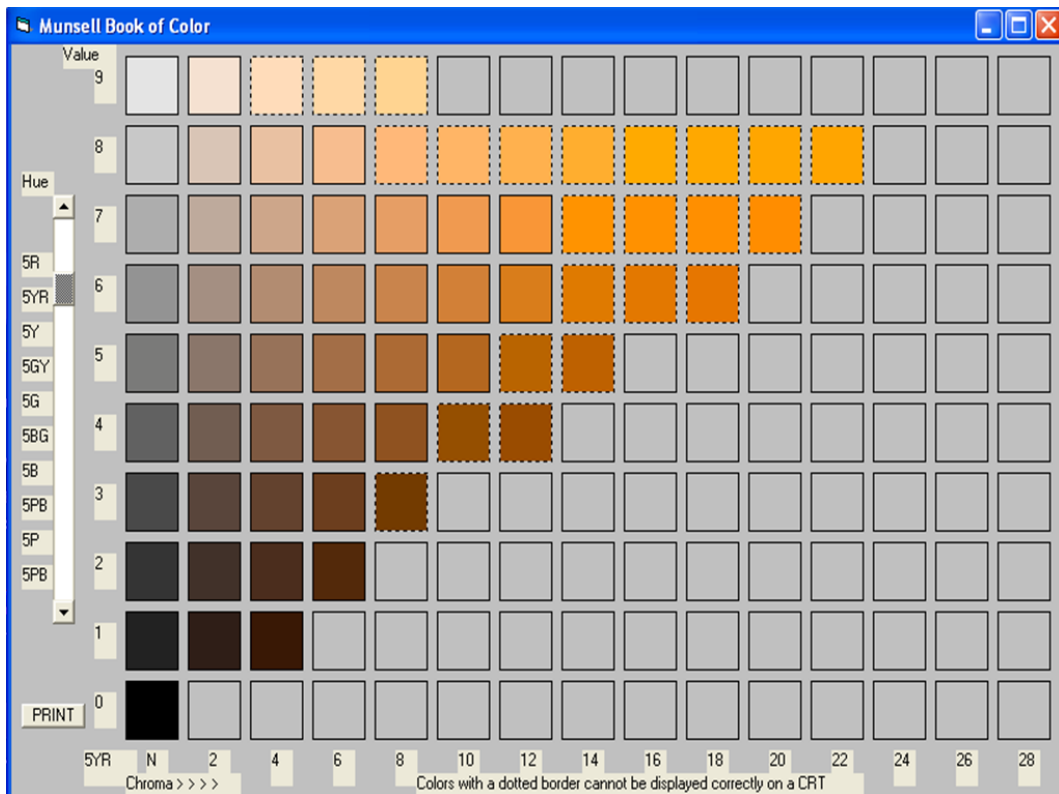 Munsell Book of Color
Value
9
8
Hue
7
5R
6
5YR
5Y
5
5GY
5G
4
5BG
5B
3
5PB
5P
2
5PB
1
0
PRINT
5YR N 2 4 6 8 10 12 14 16 18 20 22 24 26 28
Chroma > > > > Colors with a dotted border cannot be displayed correctly on a CRT